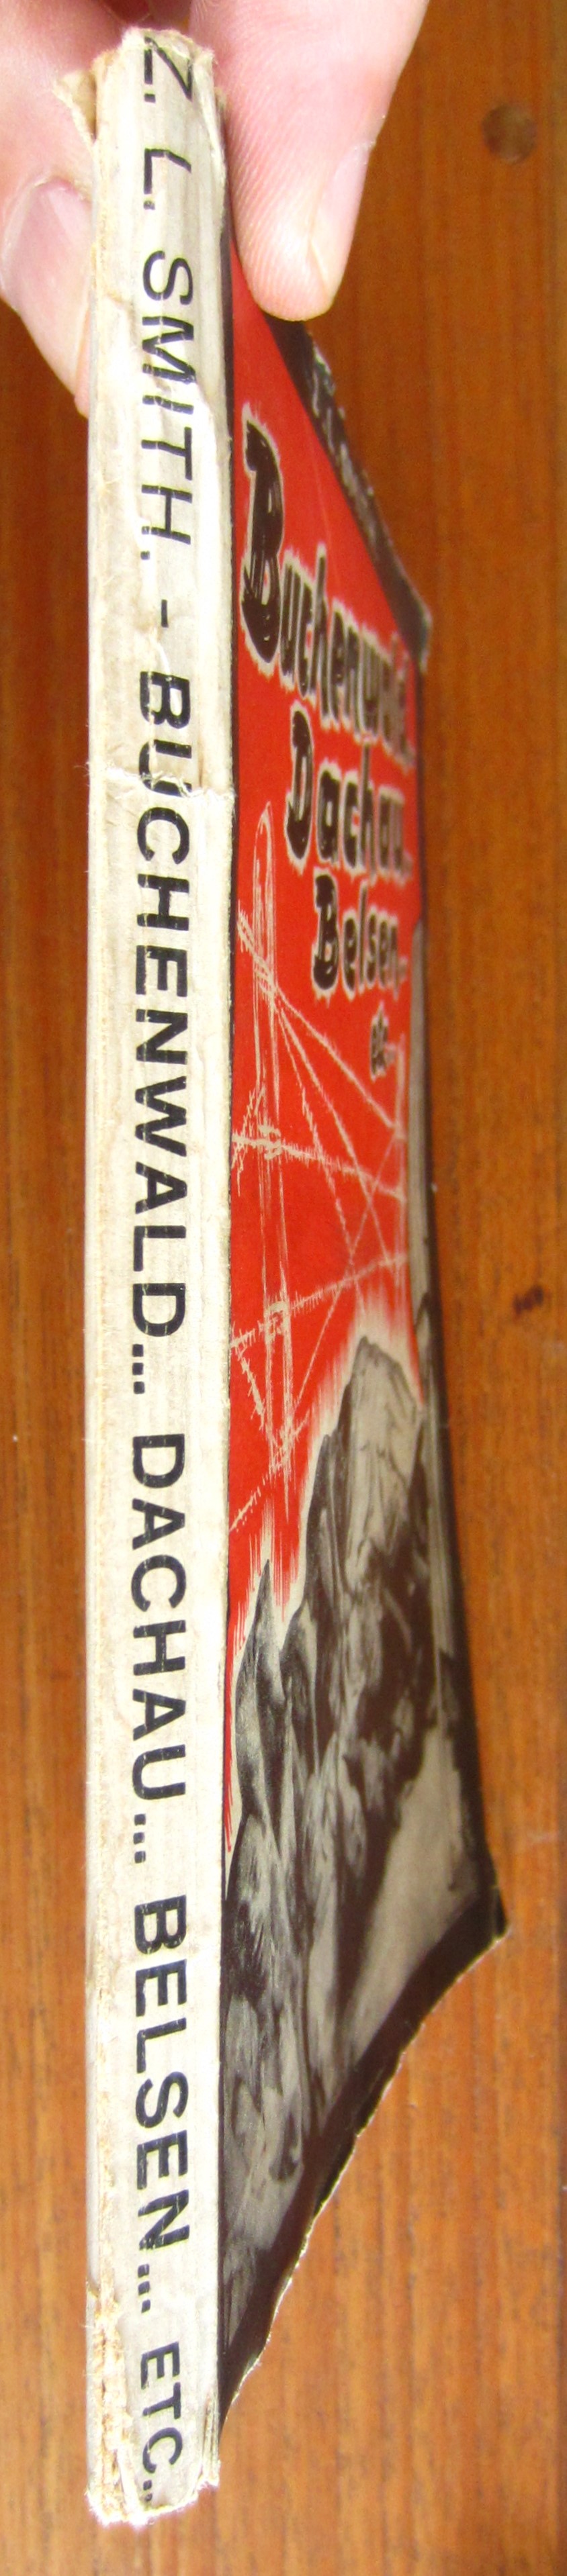 Z. L. SMITH. - BUCHENWALD... DACHAU... BELSEN... ETC..
Buchenwald..
Dachau..
Belsen..
etc..